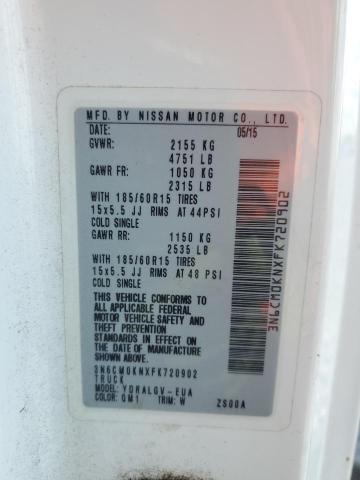 MFD. BY NISSAN MOTOR CO., LTD.
DATE: 05/15
GVWR: 2155 KG
4751 LB
GAWR FR: 1050 KG
2315 LB
WITH 185/60R15 TIRES
15x5.5 JJ RIMS AT 44PSI
COLD SINGLE
GAWR RR: 1150 KG
2535 LB
WITH 185/60R15 TIRES
15x5.5 JJ RIMS AT 48 PSI
COLD SINGLE
THIS VEHICLE CONFORMS TO
ALL APPLICABLE FEDERAL
MOTOR VEHICLE SAFETY AND
THEFT PREVENTION
STANDARDS IN EFFECT ON
THE DATE OF MANUFACTURE
SHOWN ABOVE.
3N6CM0KNXFK720902
TRUCK
MODEL: YDRALGV-EUA
COLOR: QM1 TRIM: W ZS00A
3N6CM0KNXFK720902